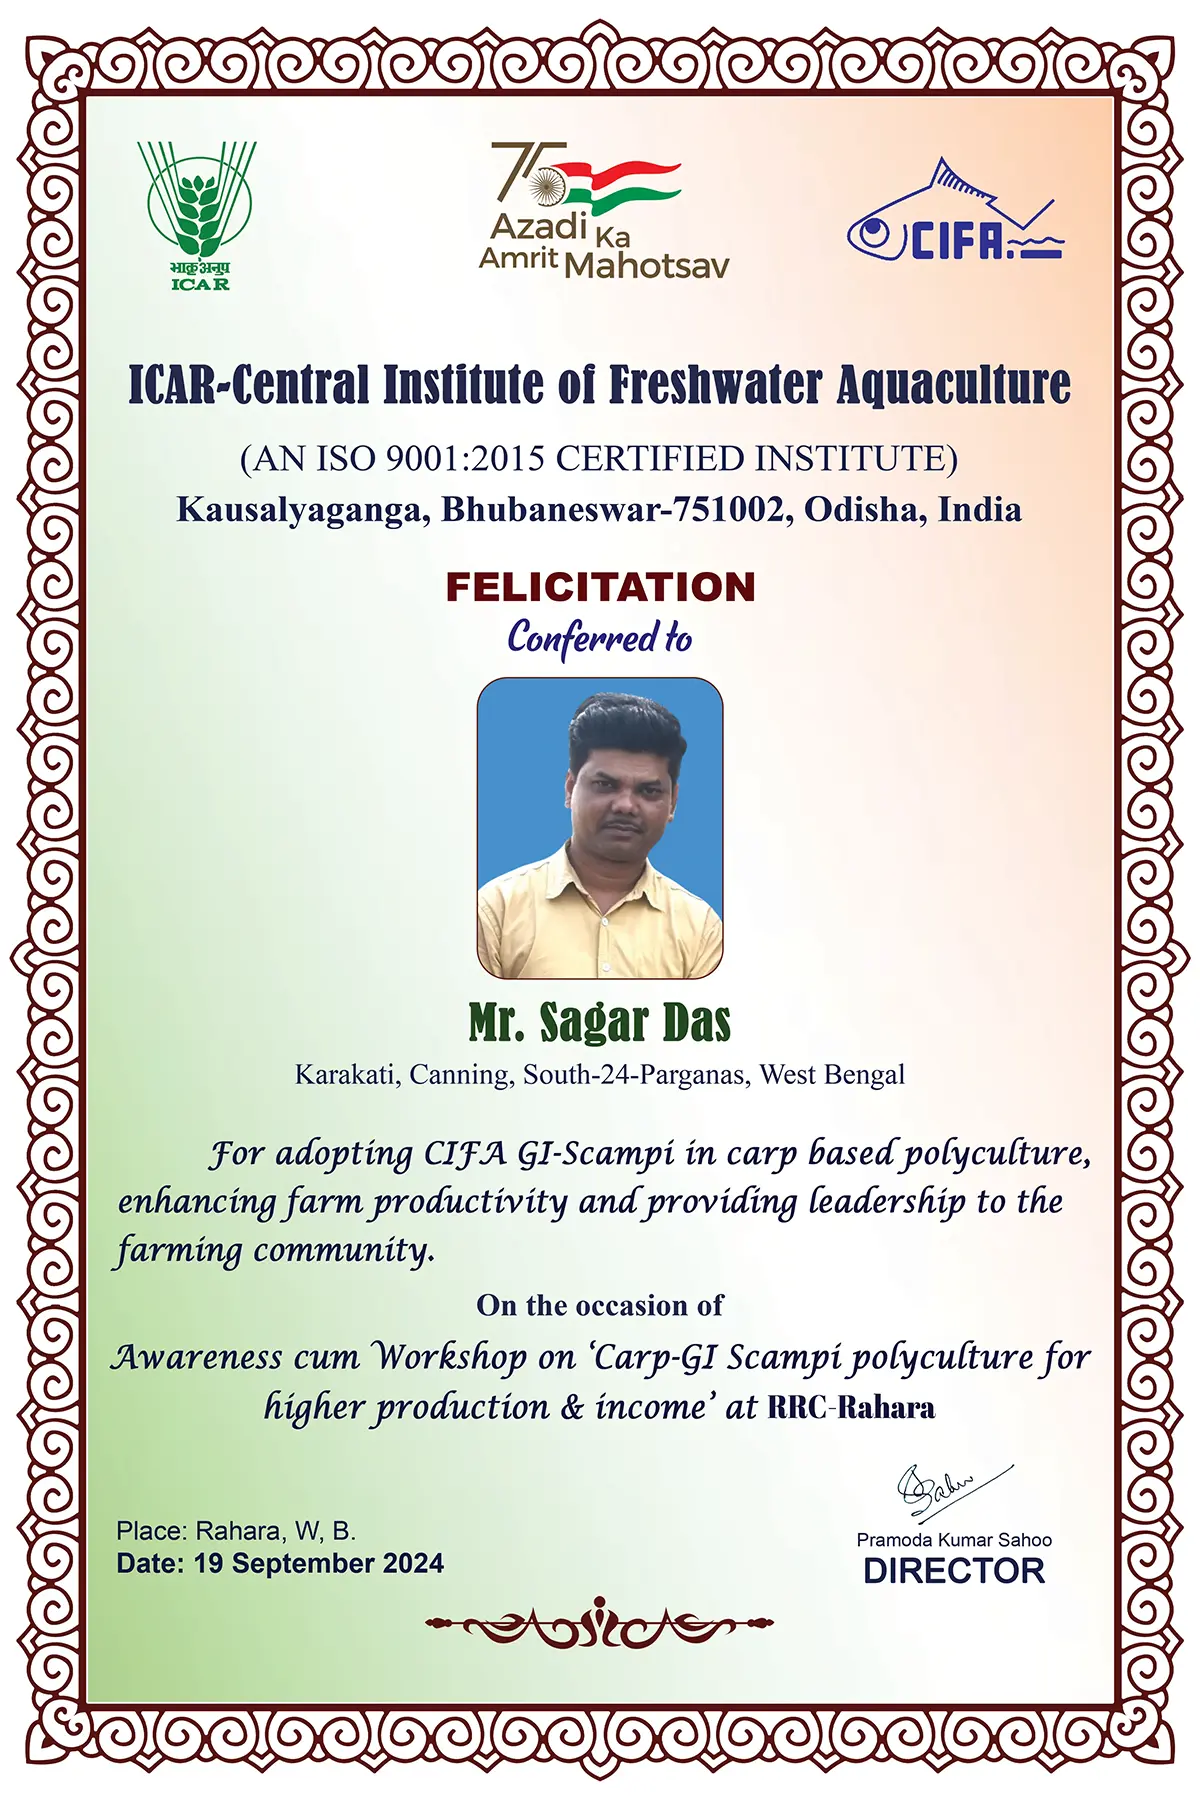 भाकृअनुप
ICAR
75
Azadi Ka
Amrit Mahotsav
CIFA
ICAR-Central Institute of Freshwater Aquaculture
(AN ISO 9001:2015 CERTIFIED INSTITUTE)
Kausalyaganga, Bhubaneswar-751002, Odisha, India
FELICITATION
Conferred to
Mr. Sagar Das
Karakati, Canning, South-24-Parganas, West Bengal
For adopting CIFA GI-Scampi in carp based polyculture,
enhancing farm productivity and providing leadership to the
farming community.
On the occasion of
Awareness cum Workshop on ‘Carp-GI Scampi polyculture for
higher production & income’ at RRC-Rahara
Sahoo
Place: Rahara, W, B.
Pramoda Kumar Sahoo
Date: 19 September 2024
DIRECTOR